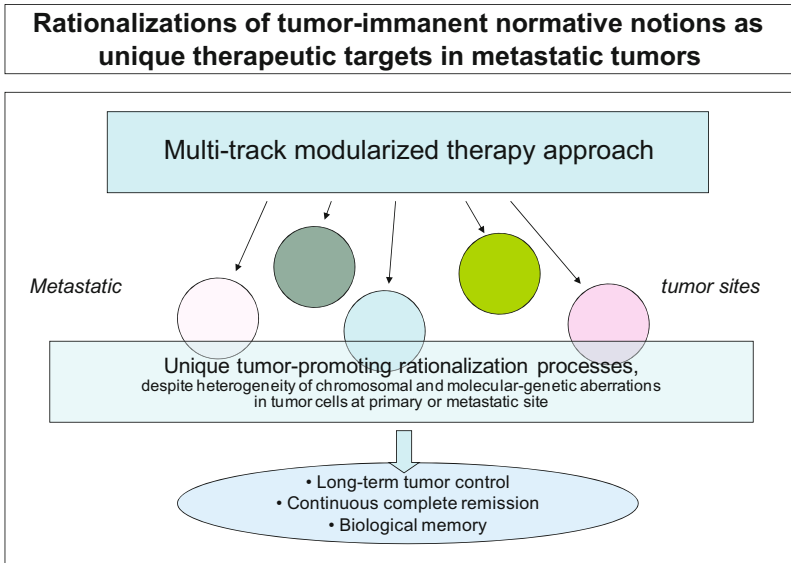 Rationalizations of tumor-immanent normative notions as
unique therapeutic targets in metastatic tumors
Multi-track modularized therapy approach
Metastatic
tumor sites
Unique tumor-promoting rationalization processes,
despite heterogeneity of chromosomal and molecular-genetic aberrations
in tumor cells at primary or metastatic site
• Long-term tumor control
• Continuous complete remission
• Biological memory